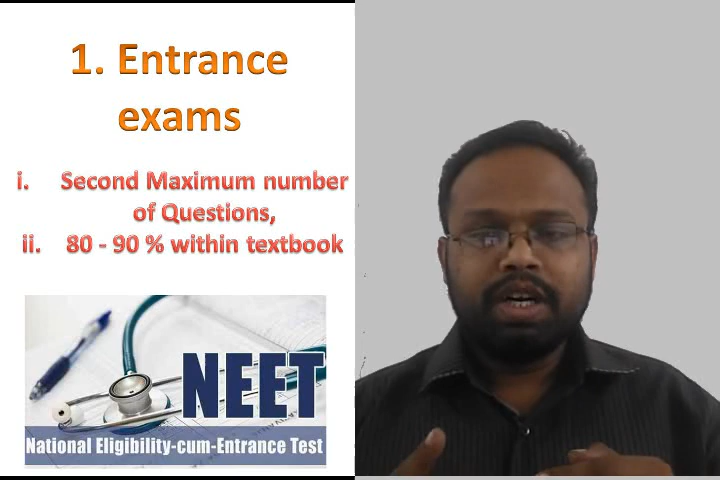 1. Entrance
exams
i. Second Maximum number
of Questions,
ii. 80 - 90 % within textbook
NEET
National Eligibility-cum-Entrance Test